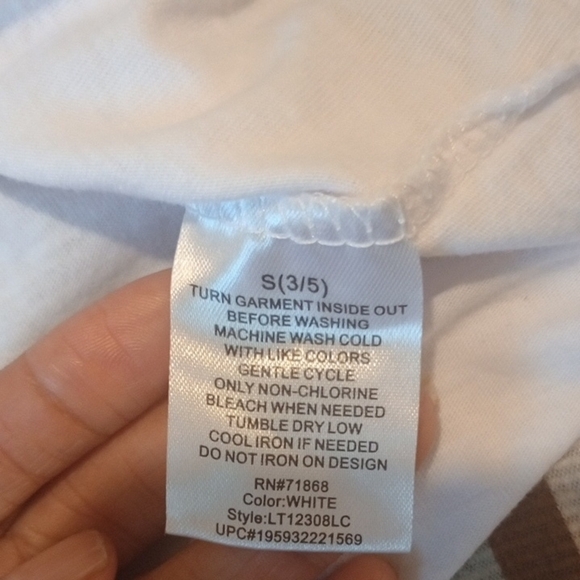 S(3/5)
TURN GARMENT INSIDE OUT
BEFORE WASHING
MACHINE WASH COLD
WITH LIKE COLORS
GENTLE CYCLE
ONLY NON-CHLORINE
BLEACH WHEN NEEDED
TUMBLE DRY LOW
COOL IRON IF NEEDED
DO NOT IRON ON DESIGN
RN#71868
Color:WHITE
Style:LT12308LC
UPC#195932221569